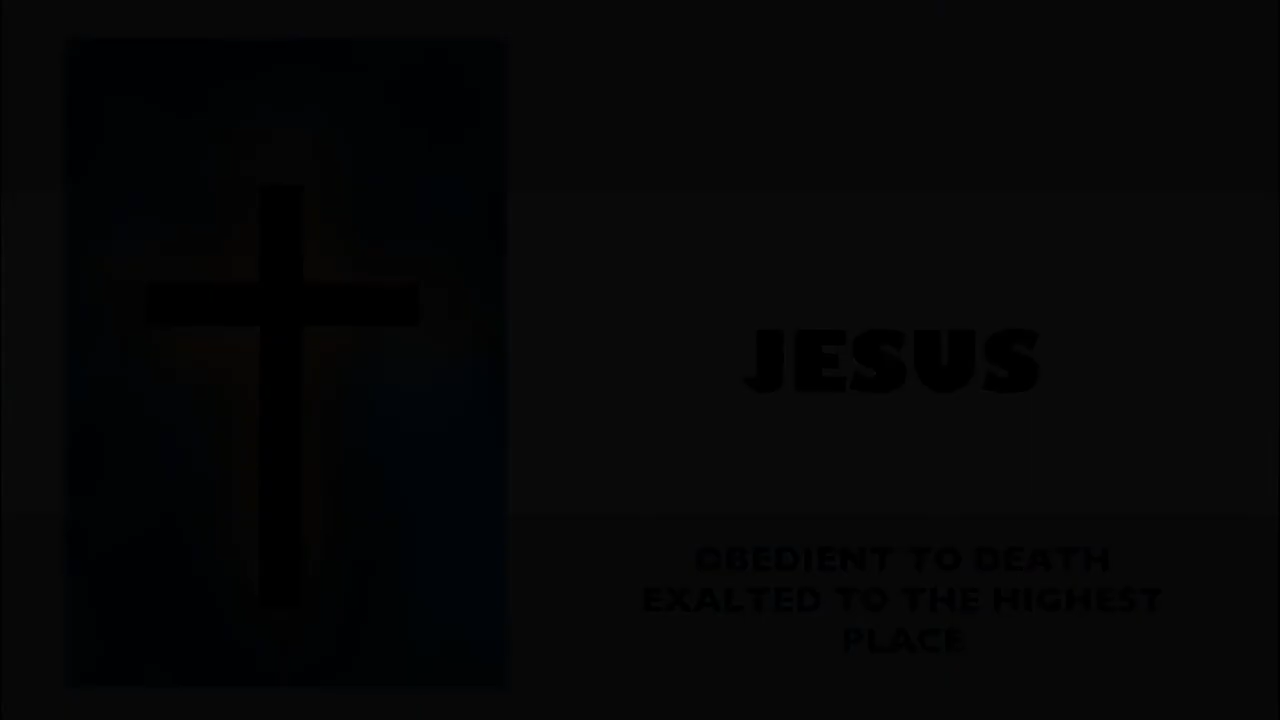 JESUS
OBEDIENT TO DEATH
EXALTED TO THE HIGHEST
PLACE